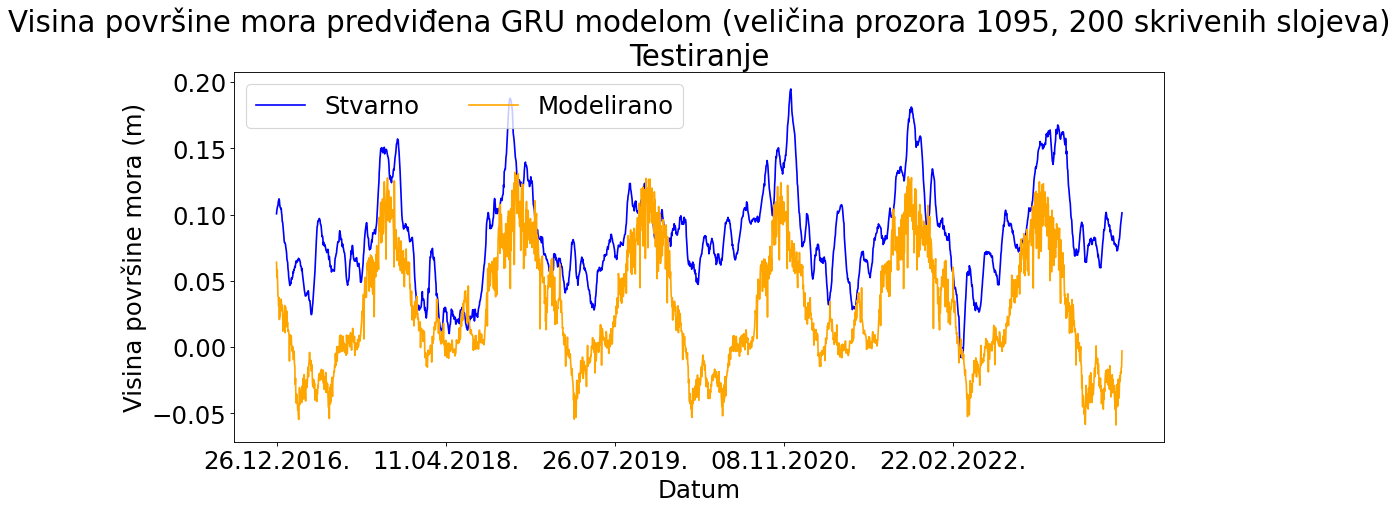 Visina površine mora predviđena GRU modelom (veličina prozora 1095, 200 skrivenih slojeva)
Testiranje
Stvarno
Modelirano
Visina površine mora (m)
0.20
0.15
0.10
0.05
0.00
−0.05
26.12.2016.
11.04.2018.
26.07.2019.
08.11.2020.
22.02.2022.
Datum